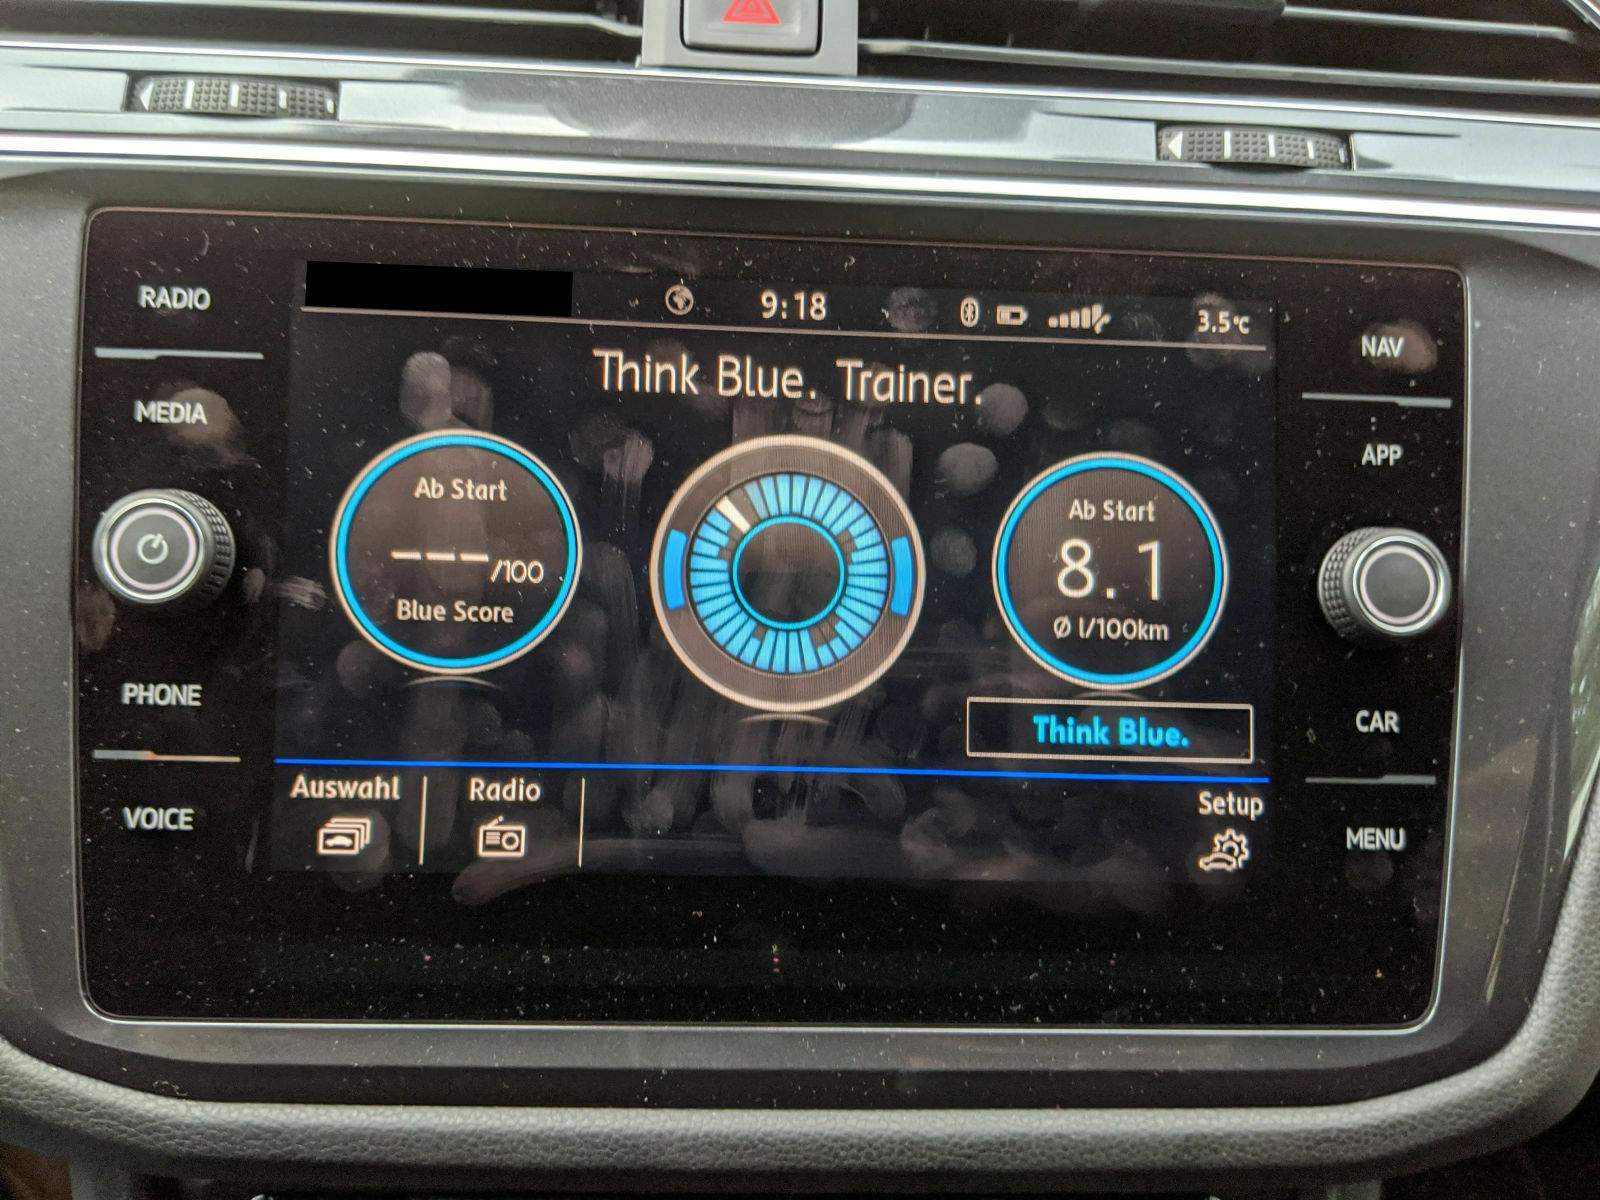 RADIO
MEDIA
PHONE
VOICE
9:18
3.5°C
Think Blue. Trainer.
Ab Start
---/100
Blue Score
Ab Start
8.1
Ø l/100km
Think Blue.
Auswahl
Radio
Setup
NAV
APP
CAR
MENU